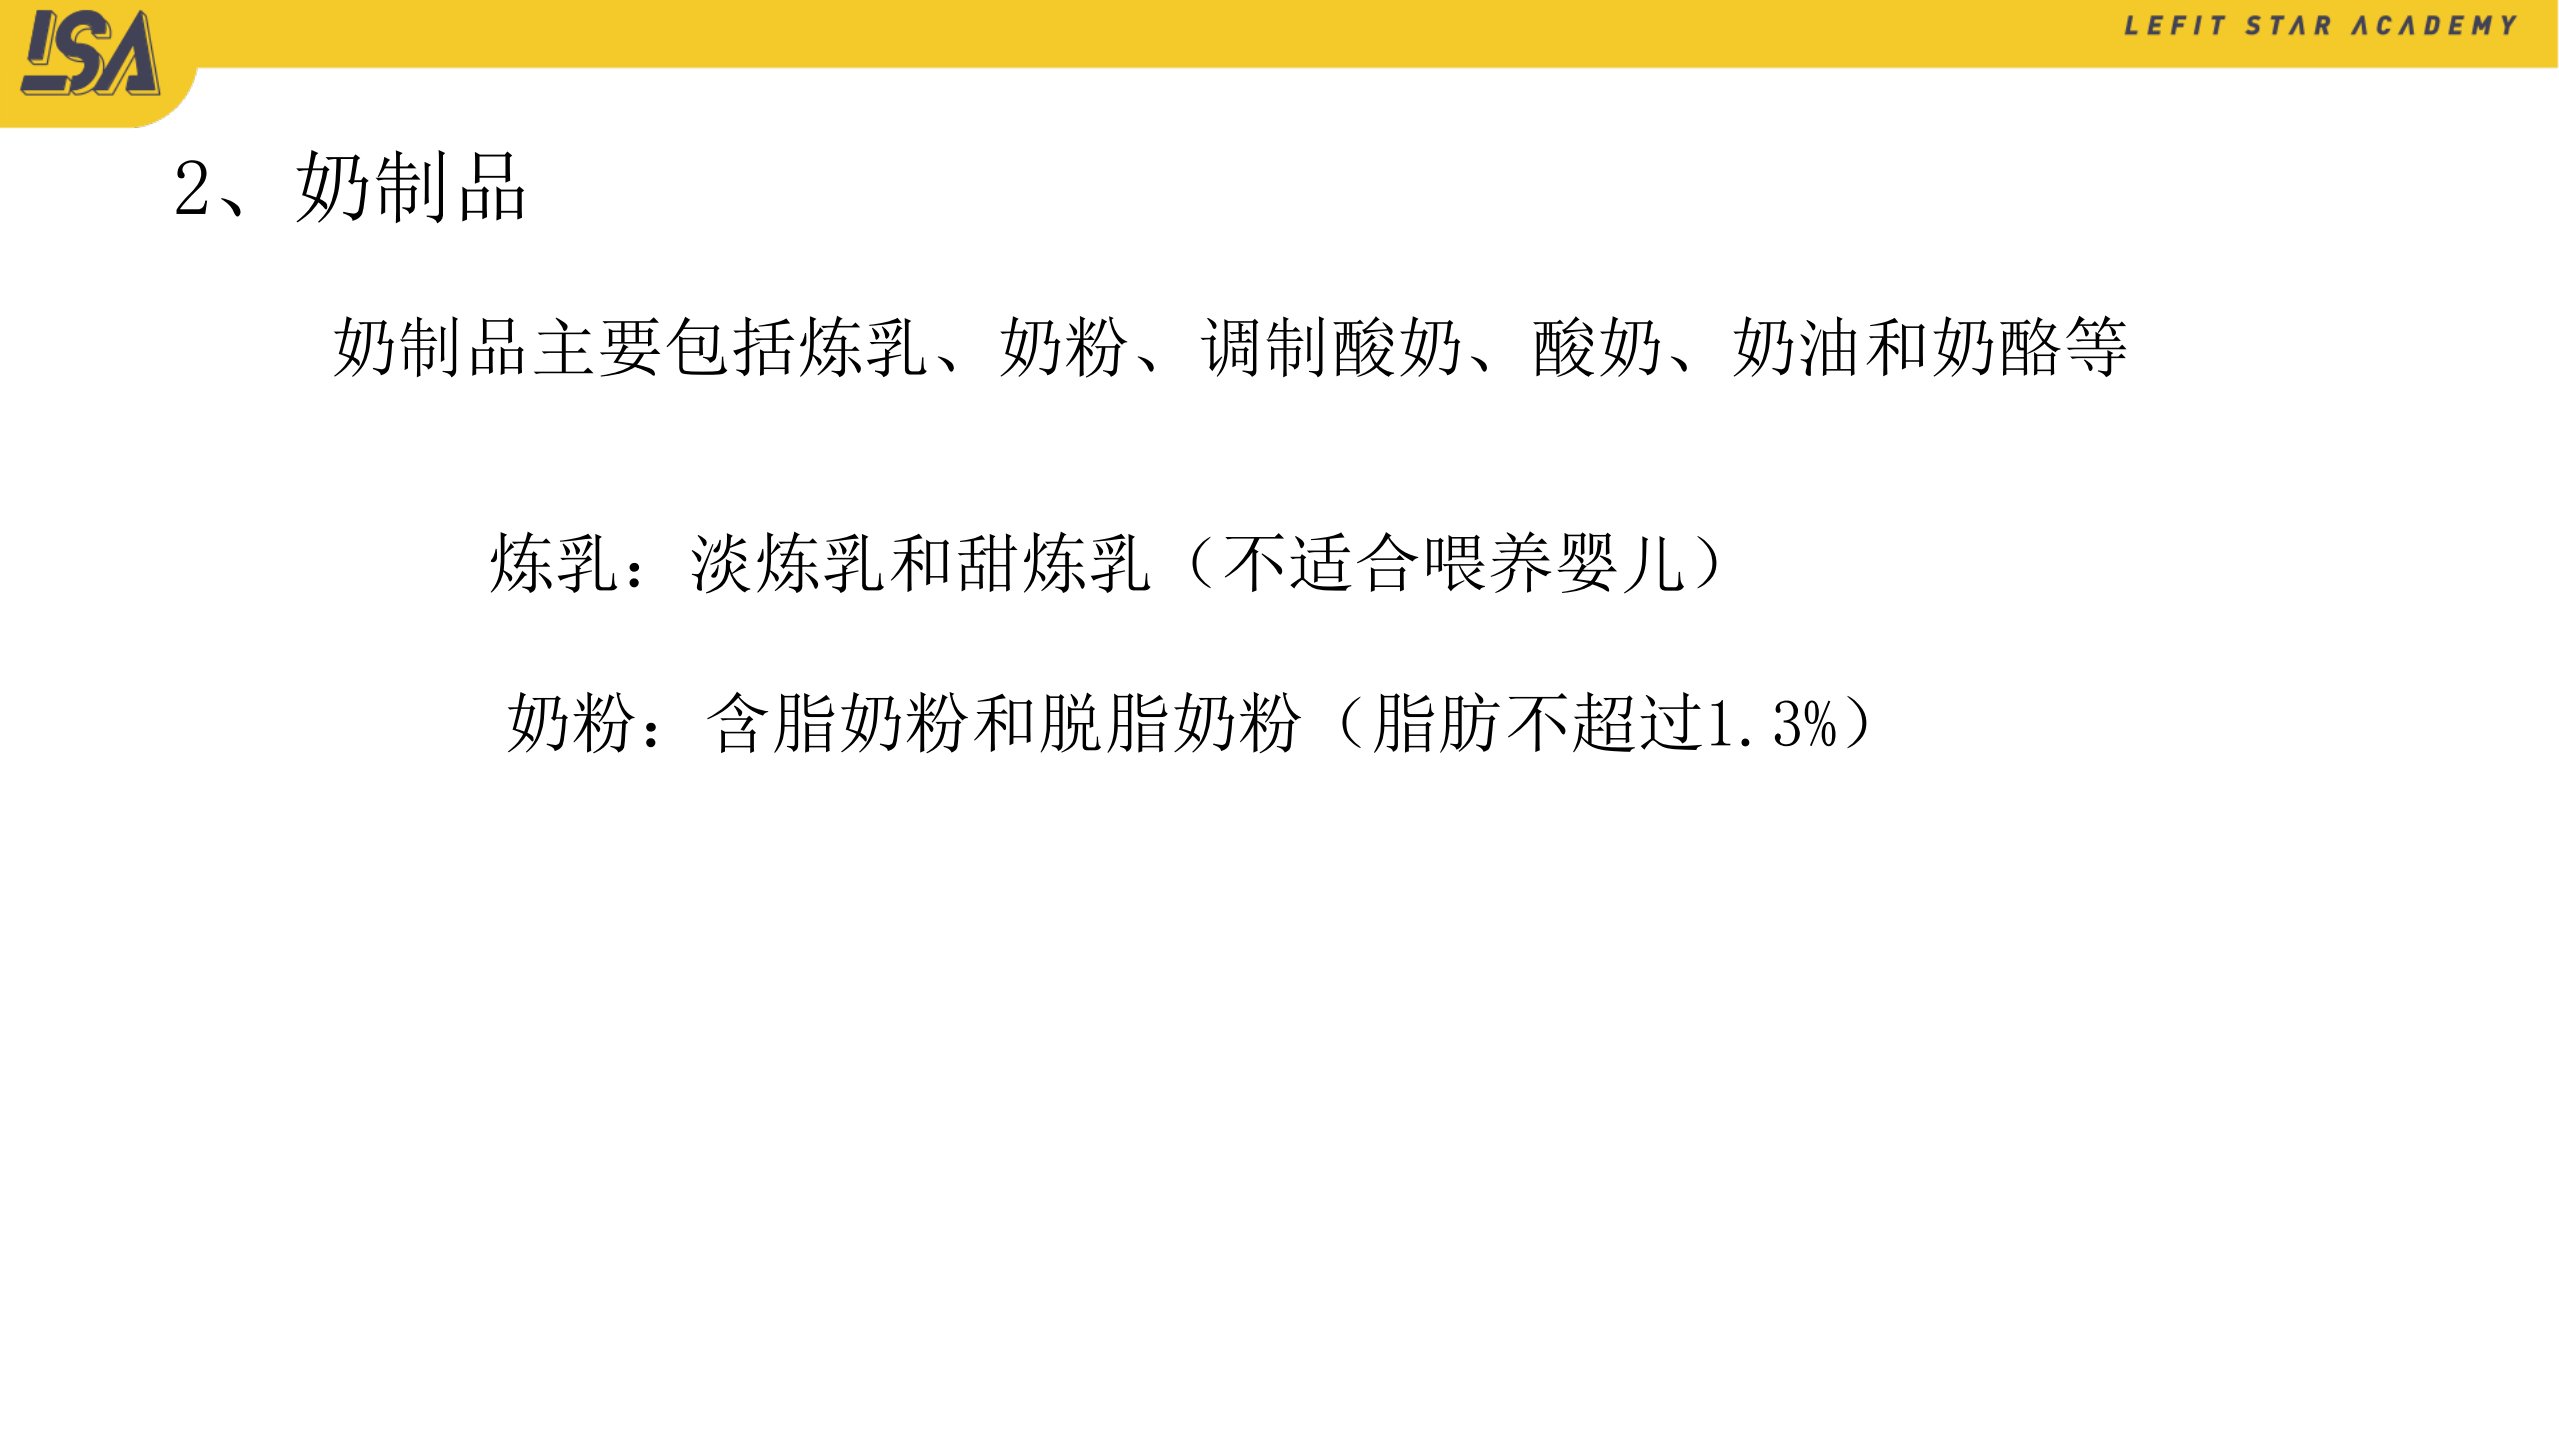 LSA
LEFIT STAR ACADEMY
2、奶制品
奶制品主要包括炼乳、奶粉、调制酸奶、酸奶、奶油和奶酪等
炼乳：淡炼乳和甜炼乳（不适合喂养婴儿）
奶粉：含脂奶粉和脱脂奶粉（脂肪不超过1.3%）